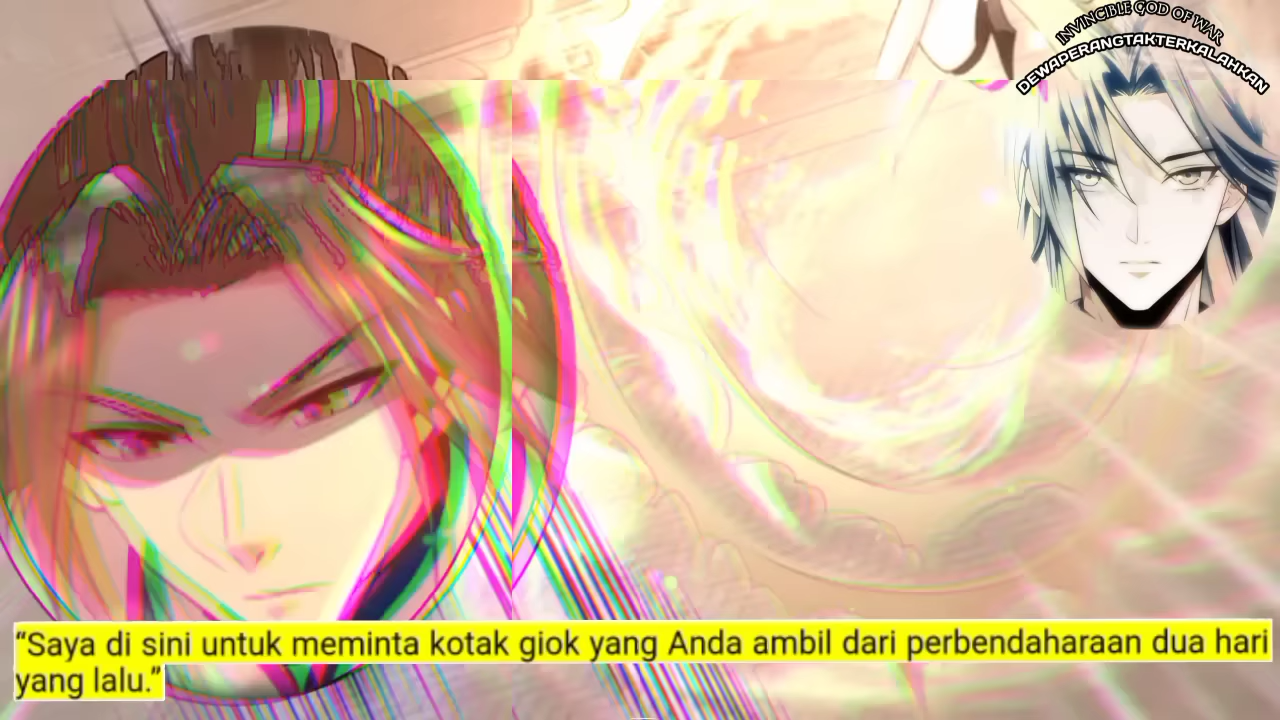 INVINCIBLE GOD OF WAR
DEWAPERANGTAKTERKALAHKAN
“Saya di sini untuk meminta kotak giok yang Anda ambil dari perbendaharaan dua hari
yang lalu.”